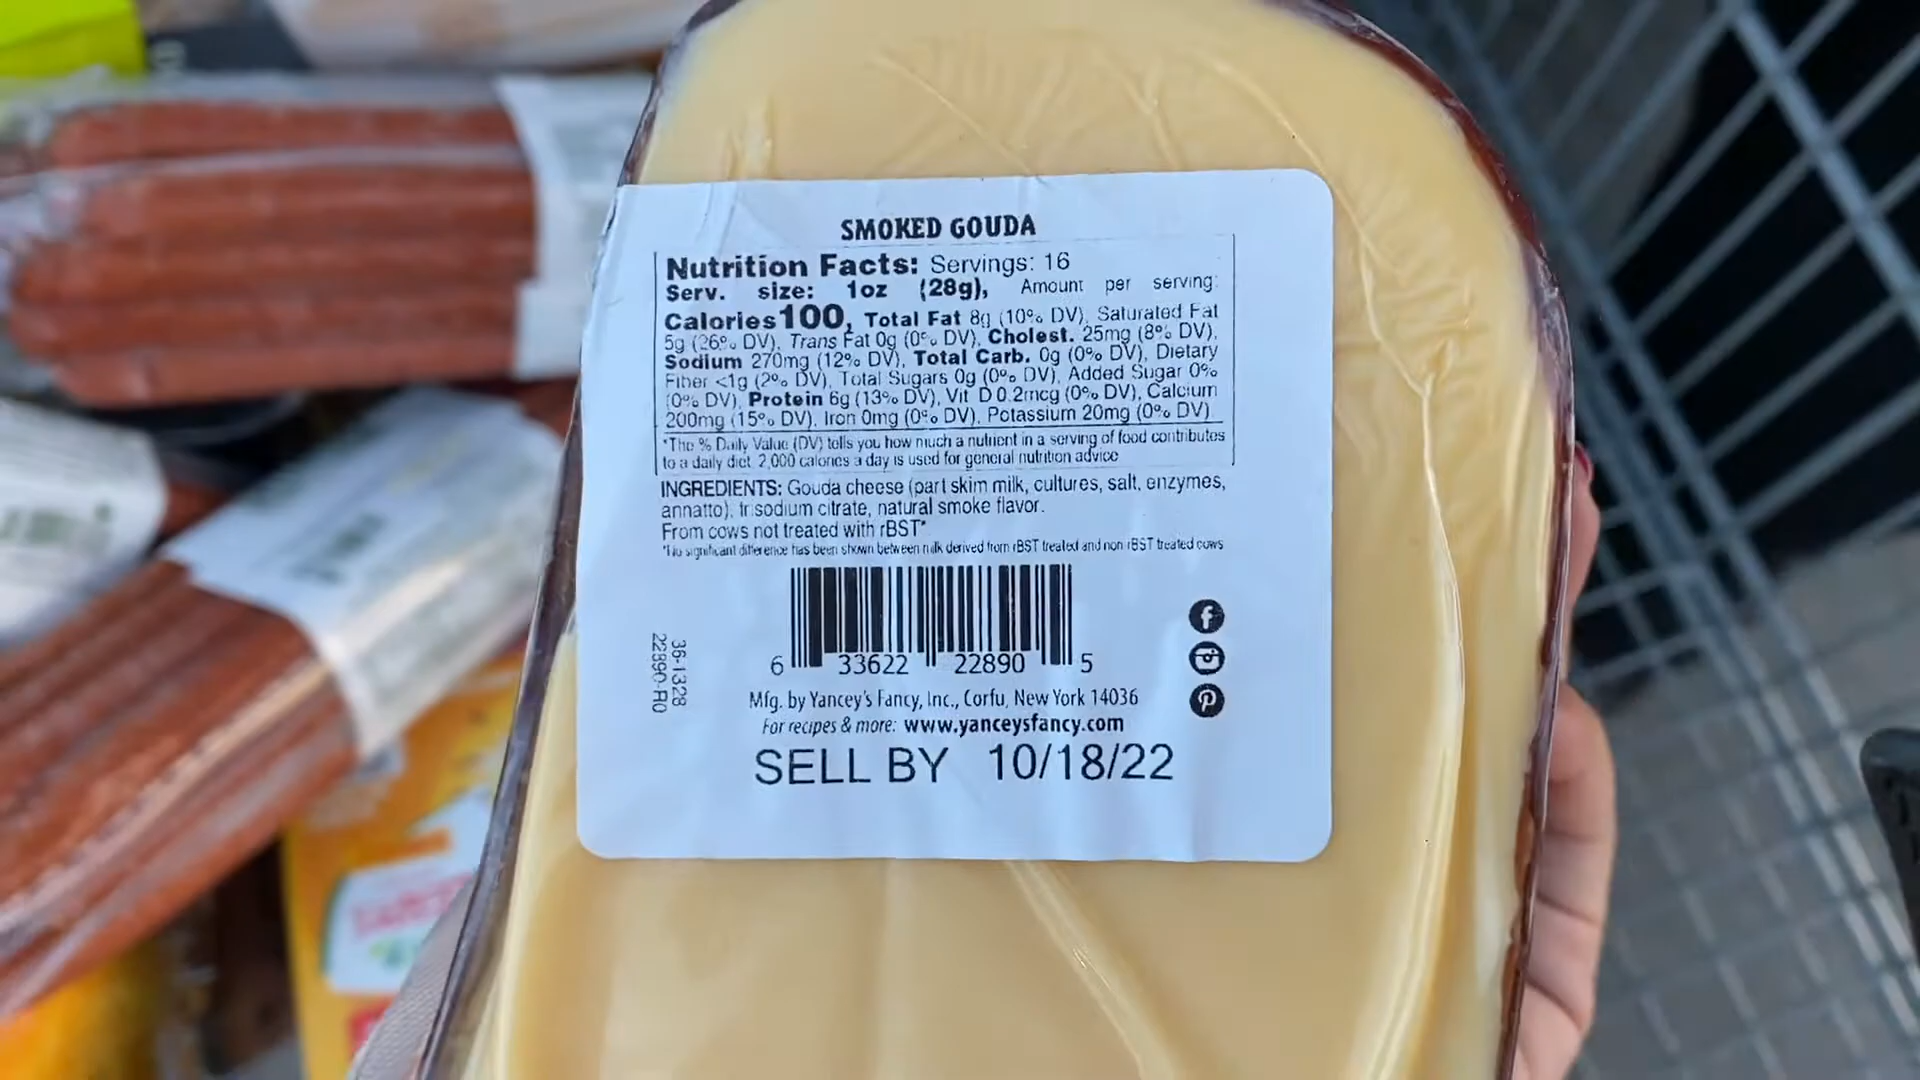 SMOKED GOUDA
Nutrition Facts: Servings: 16
Serv. size: 1oz (28g), Amount per serving:
Calories 100, Total Fat 8g (10% DV), Saturated Fat
5g (26% DV), Trans Fat 0g (0% DV), Cholest. 25mg (8% DV),
Sodium 270mg (12% DV), Total Carb. 0g (0% DV), Dietary
Fiber <1g (2% DV), Total Sugars 0g (0% DV), Added Sugar 0%
(0% DV), Protein 6g (13% DV), Vit D 0.2mcg (0% DV), Calcium
200mg (15% DV), Iron 0mg (0% DV), Potassium 20mg (0% DV)
*The % Daily Value (DV) tells you how much a nutrient in a serving of food contributes
to a daily diet. 2,000 calories a day is used for general nutrition advice
INGREDIENTS: Gouda cheese (part skim milk, cultures, salt, enzymes,
annatto), trisodium citrate, natural smoke flavor.
From cows not treated with rBST*
*No significant difference has been shown between milk derived from rBST treated and non-rBST treated cows
36-1328
22890-R0
6 33622 22890 5
Mfg. by Yancey's Fancy, Inc., Corfu, New York 14036
For recipes & more: www.yanceysfancy.com
SELL BY 10/18/22